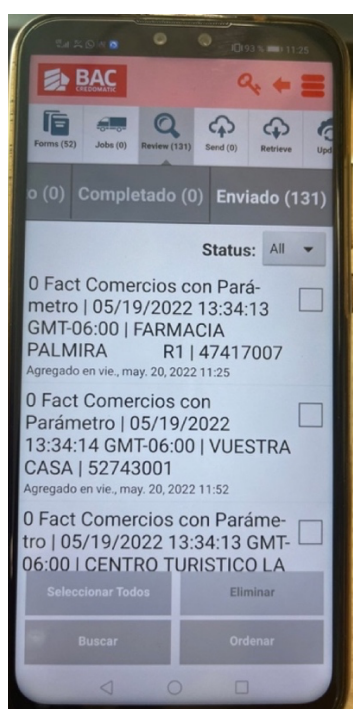 93 % 11:25
BAC
CREDOMATIC
Forms (52) Jobs (0) Review (131) Send (0) Retrieve Upd
o (0) Completado (0) Enviado (131)
Status: All
0 Fact Comercios con Pará-
metro | 05/19/2022 13:34:13
GMT-06:00 | FARMACIA
PALMIRA R1 | 47417007
Agregado en vie., may. 20, 2022 11:25
0 Fact Comercios con
Parámetro | 05/19/2022
13:34:14 GMT-06:00 | VUESTRA
CASA | 52743001
Agregado en vie., may. 20, 2022 11:52
0 Fact Comercios con Paráme-
tro | 05/19/2022 13:34:13 GMT-
06:00 | CENTRO TURISTICO LA
Seleccionar Todos Eliminar
Buscar Ordenar